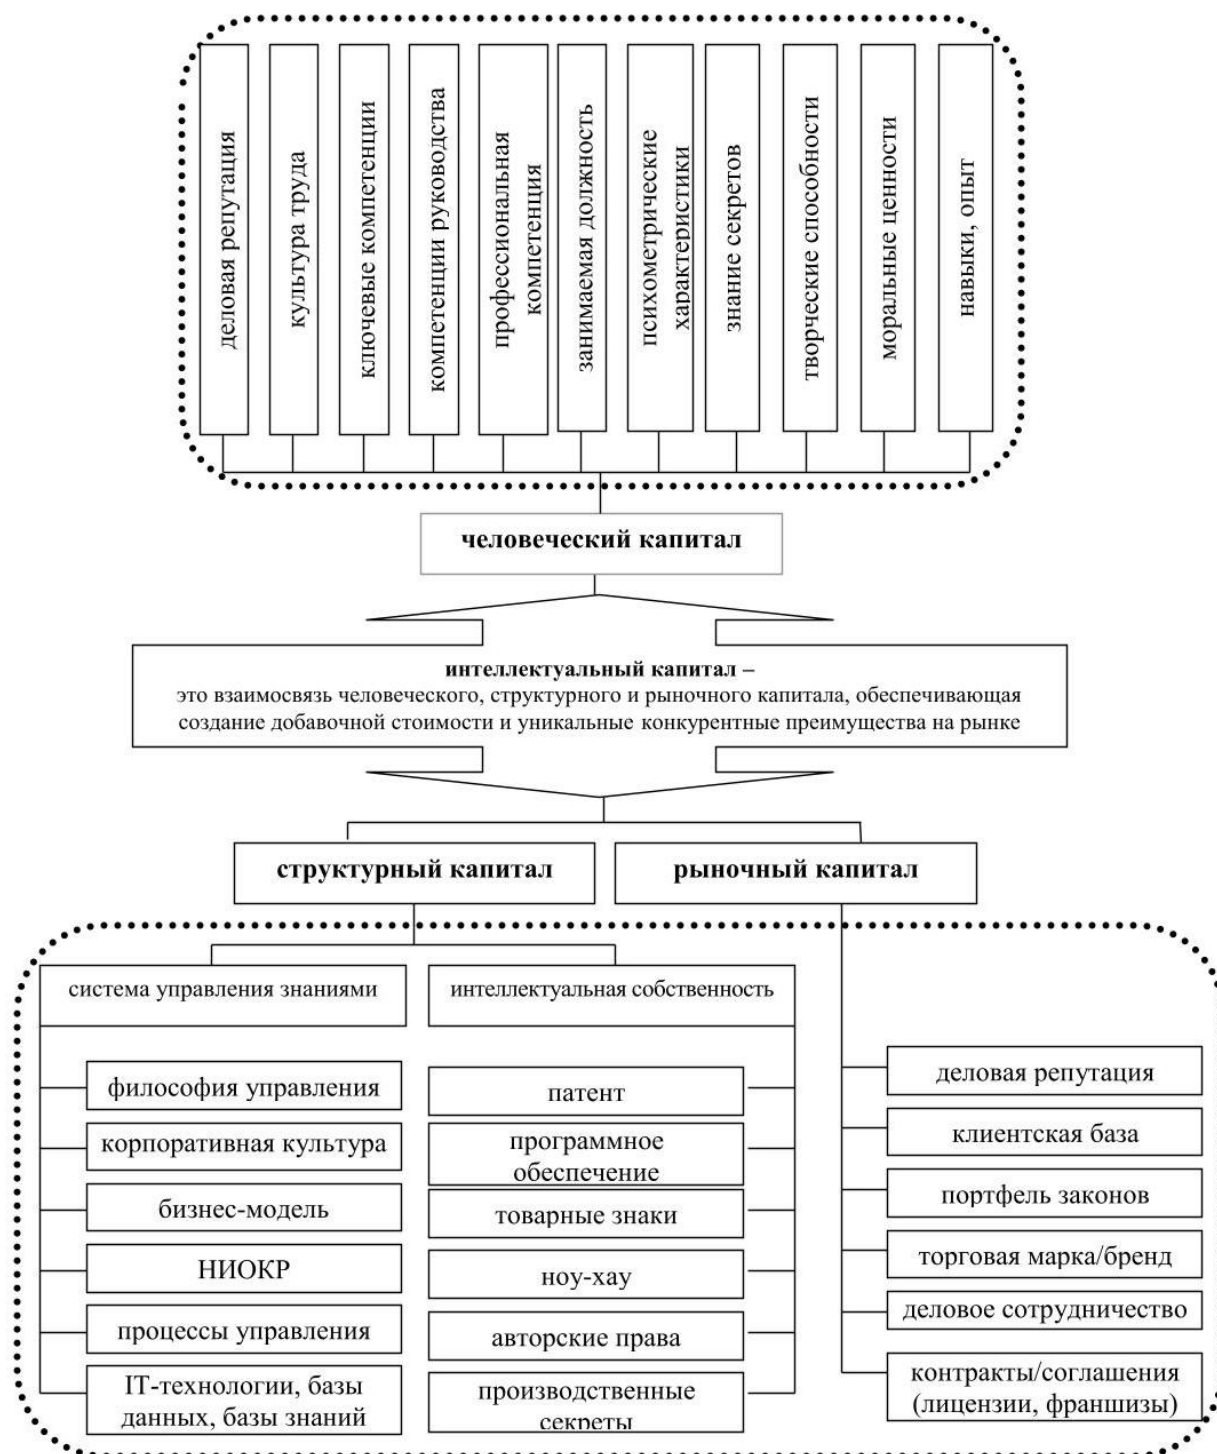 деловая репутация
культура труда
ключевые компетенции
компетенции руководства
профессиональная
компетенция
занимаемая должность
психометрические
характеристики
знание секретов
творческие способности
моральные ценности
навыки, опыт
человеческий капитал
интеллектуальный капитал –
это взаимосвязь человеческого, структурного и рыночного капитала, обеспечивающая
создание добавочной стоимости и уникальные конкурентные преимущества на рынке
структурный капитал
рыночный капитал
система управления знаниями
философия управления
корпоративная культура
бизнес-модель
НИОКР
процессы управления
IT-технологии, базы
данных, базы знаний
интеллектуальная собственность
патент
программное
обеспечение
товарные знаки
ноу-хау
авторские права
производственные
секреты
деловая репутация
клиентская база
портфель законов
торговая марка/бренд
деловое сотрудничество
контракты/соглашения
(лицензии, франшизы)